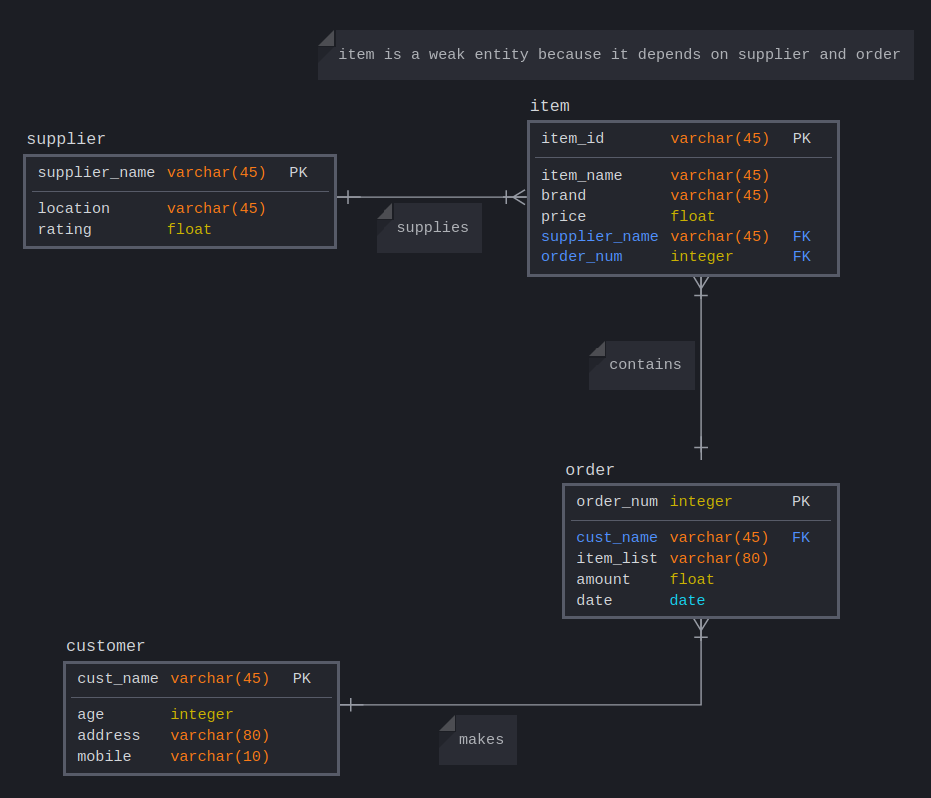 item is a weak entity because it depends on supplier and order
item
item_id varchar(45) PK
item_name varchar(45)
brand varchar(45)
price float
supplier_name varchar(45) FK
order_num integer FK
supplier
supplier_name varchar(45) PK
location varchar(45)
rating float
supplies
contains
order
order_num integer PK
cust_name varchar(45) FK
item_list varchar(80)
amount float
date date
customer
cust_name varchar(45) PK
age integer
address varchar(80)
mobile varchar(10)
makes